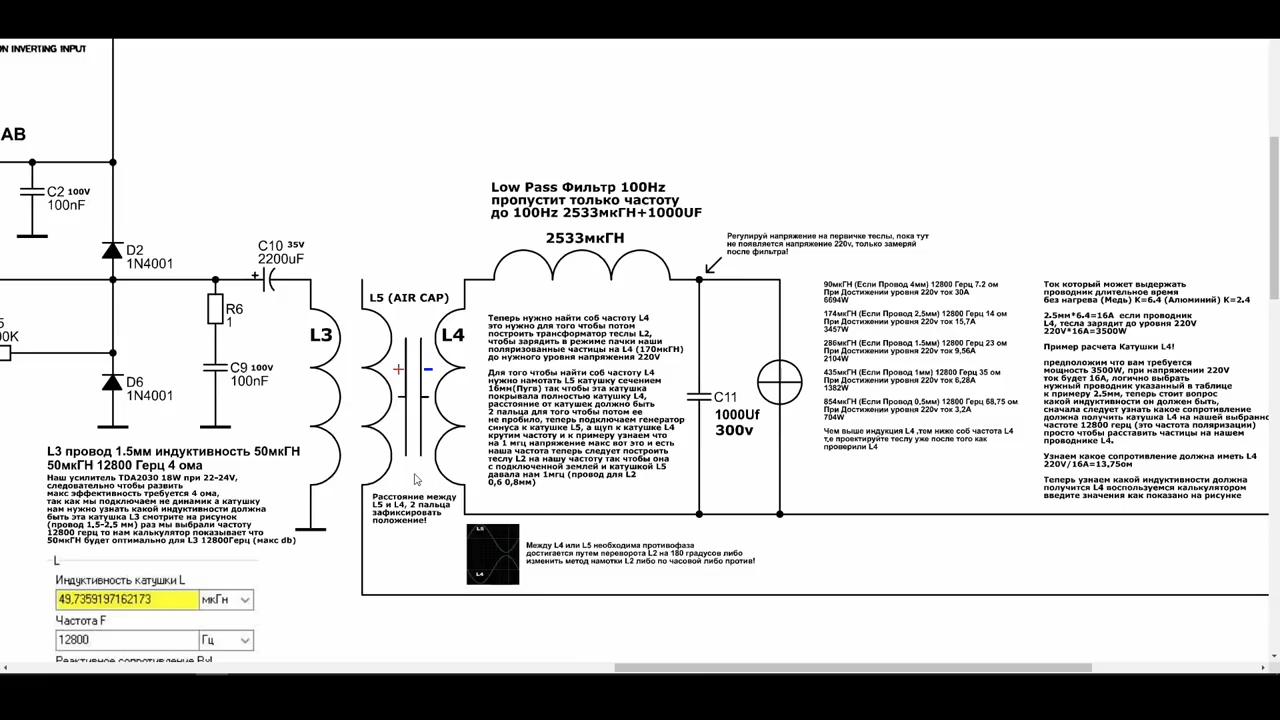 ON INVERTING INPUT
AB
C2 100V
100nF
D2
1N4001
C10 35V
2200uF
+
R6
1
C9 100V
100nF
D6
1N4001
L3
L5 (AIR CAP)
L4
+
−
Low Pass Фильтр 100Hz
пропустит только частоту
до 100Hz 2533мкГН+1000UF
2533мкГН
Регулируй напряжение на первичке теслы, пока тут
не появляется напряжение 220v, только замеряй
после фильтра!
Теперь нужно найти соб частоту L4
это нужно для того чтобы потом
построить трансформатор теслы L2,
чтобы зарядить в режиме пачки наши
поляризованные частицы на L4 (170мкГН)
до нужного уровня напряжения 220V
Для того чтобы найти соб частоту L4
нужно намотать L5 катушку сечением
16мм(Пугв) так чтобы эта катушка
покрывала полностью катушку L4,
расстояние от катушек должно быть
2 пальца для того чтобы потом ее
не пробило, теперь подключаем генератор
синуса к катушке L5, а щуп к катушке L4
крутим частоту и к примеру узнаем что
на 1 мгц напряжение макс вот это и есть
наша частота теперь следует построить
теслу L2 на нашу частоту так чтобы она
с подключенной землей и катушкой L5
давала нам 1мгц (провод для L2
0,6 0,8мм)
C11
1000Uf
300v
90мкГН (Если Провод 4мм) 12800 Герц 7.2 ом
При Достижении уровня 220v ток 30А
6694W
174мкГН (Если Провод 2,5мм) 12800 Герц 14 ом
При Достижении уровня 220v ток 15,7А
3457W
286мкГН (Если Провод 1.5мм) 12800 Герц 23 ом
При Достижении уровня 220v ток 9,56А
2104W
435мкГН (Если Провод 1мм) 12800 Герц 35 ом
При Достижении уровня 220v ток 6,28А
1382W
854мкГН (Если Провод 0,5мм) 12800 Герц 68,75 ом
При Достижении уровня 220v ток 3,2А
704W
Чем выше индукция L4 ,том ниже соб частота L4
т,е проектируйте теслу уже после того как
проверили L4
Ток который может выдержать
проводник длительное время
без нагрева (Медь) K=6.4 (Алюминий) K=2.4
2.5мм*6.4=16А если проводник
L4, тесла зарядит до уровня 220V
220V*16А=3500W
Пример расчета Катушки L4!
предположим что вам требуется
мощность 3500W, при напряжении 220V
ток будет 16А, логично выбрать
нужный проводник указанный в таблице
к примеру 2.5мм, теперь стоит вопрос
какой индуктивности он должен быть,
сначала следует узнать какое сопротивление
должна получить катушка L4 на нашей выбранно
частоте 12800 герц (это частота поляризации)
просто чтобы расставить частицы на нашем
проводнике L4.
Узнаем какое сопротивление должна иметь L4
220V/16А=13,75ом
Теперь узнаем какой индуктивности должна
получится L4 воспользуемся калькулятором
введите значения как показано на рисунке
L3 провод 1.5мм индуктивность 50мкГН
50мкГН 12800 Герц 4 ома
Наш усилитель TDA2030 18W при 22-24V,
следовательно чтобы развить
макс эффективность требуется 4 ома,
так как мы подключаем не динамик а катушку
нам нужно узнать какой индуктивности должна
быть эта катушка L3 смотрите на рисунок
(провод 1.5-2.5 мм) раз мы выбрали частоту
12800 герц то нам калькулятор показывает что
50мкГН будет оптимально для L3 12800Герц (макс db)
Расстояние между
L5 и L4, 2 пальца
зафиксировать
положение!
L5
L4
Между L4 или L5 необходима противофаза
достигается путем переворота L2 на 180 градусов либо
изменить метод намотки L2 либо по часовой либо против!
L
Индуктивность катушки L
49,7359197162173 мкГн
Частота F
12800 Гц